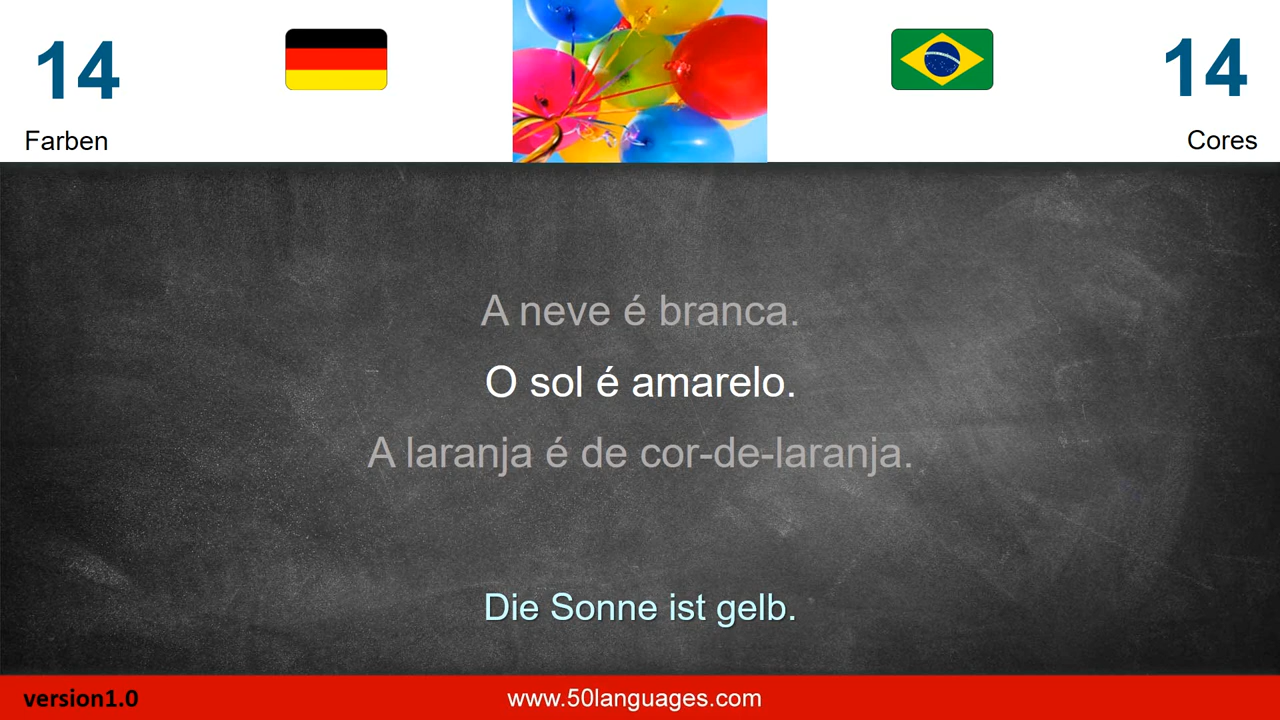 14
Farben
14
Cores
A neve é branca.
O sol é amarelo.
A laranja é de cor-de-laranja.
Die Sonne ist gelb.
version1.0
www.50languages.com